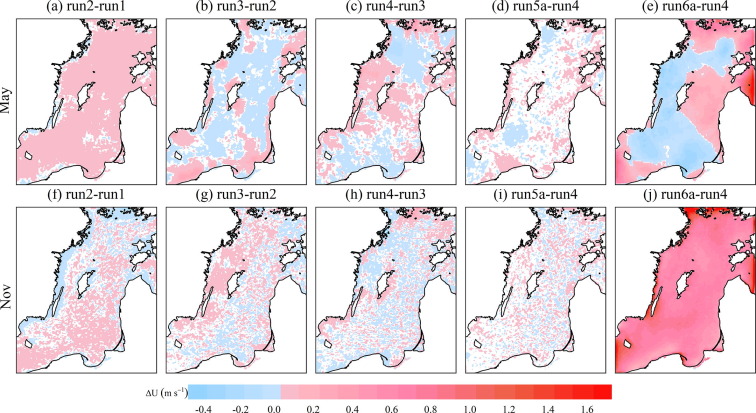 (a) run2-run1 (b) run3-run2 (c) run4-run3 (d) run5a-run4 (e) run6a-run4
May
(f) run2-run1 (g) run3-run2 (h) run4-run3 (i) run5a-run4 (j) run6a-run4
Nov
ΔU (m s⁻¹)
-0.4 -0.2 0.0 0.2 0.4 0.6 0.8 1.0 1.2 1.4 1.6